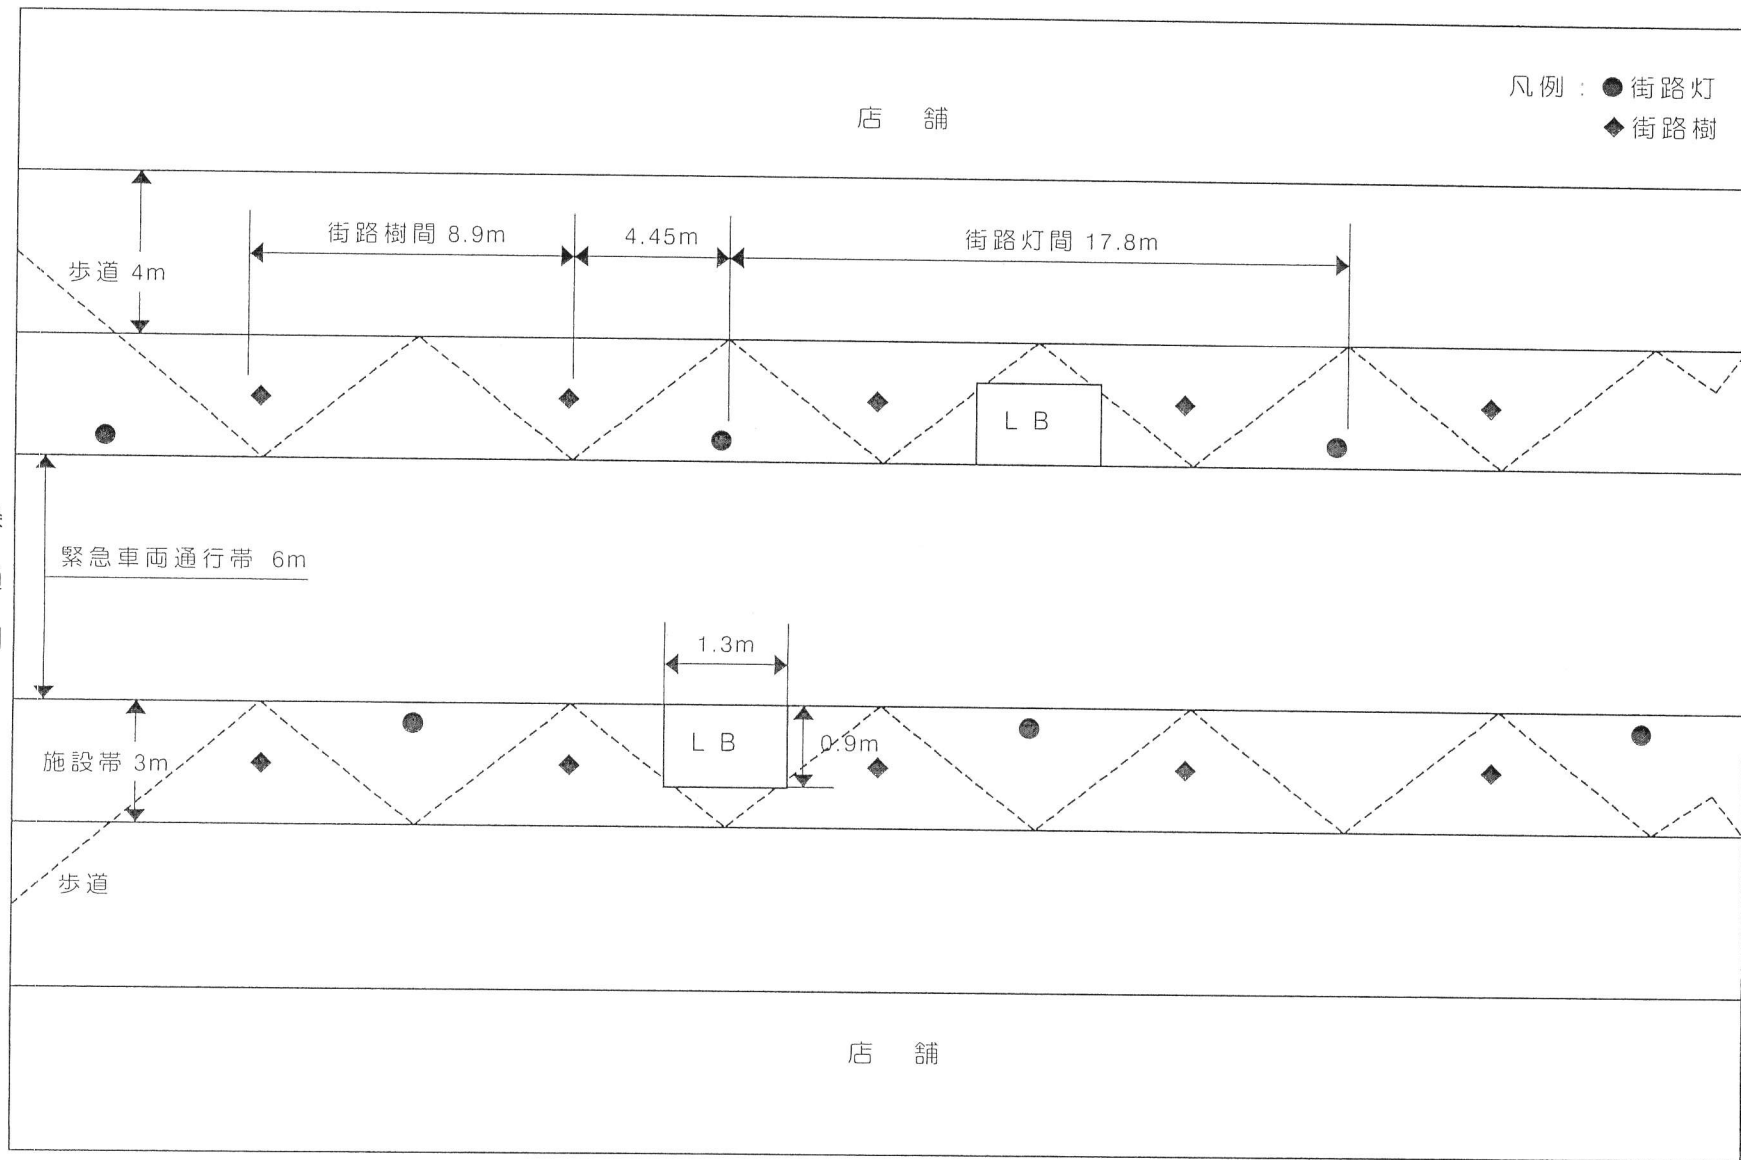 凡例：●街路灯
◆街路樹
店 舗
街路樹間 8.9m
4.45m
街路灯間 17.8m
歩道 4m
L B
緊急車両通行帯 6m
1.3m
L B
0.9m
施設帯 3m
歩道
店 舗